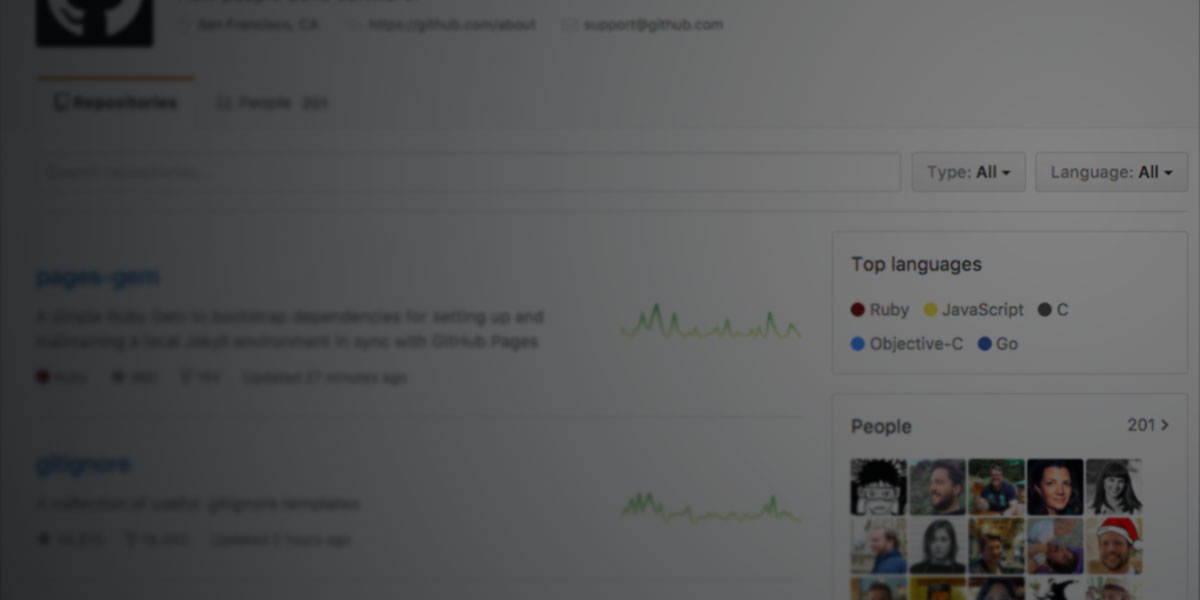 San Francisco, CA https://github.com/about support@github.com
Repositories People 201
Search repositories...
Type: All
Language: All
pages-gem
A simple Ruby Gem to bootstrap dependencies for setting up and
maintaining a local Jekyll environment in sync with GitHub Pages
Ruby Updated 27 minutes ago
gitignore
A collection of useful .gitignore templates
Updated 2 hours ago
Top languages
Ruby JavaScript C
Objective-C Go
People 201